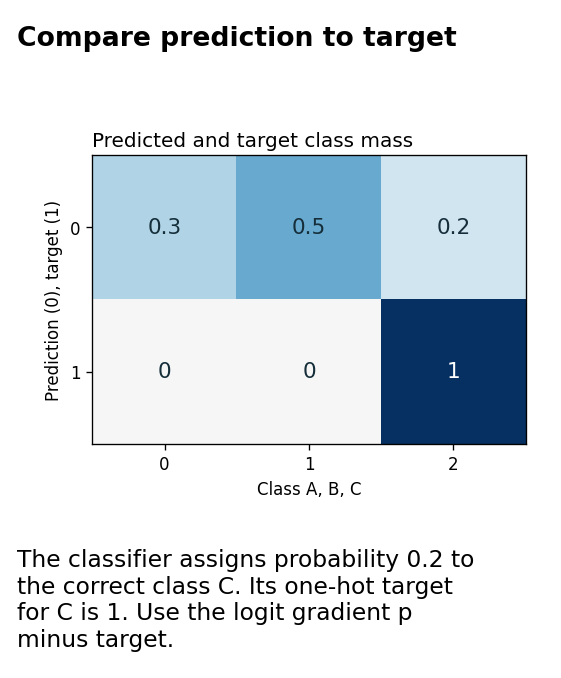 Compare prediction to target
Predicted and target class mass
Prediction (0), target (1)
0
0.3 0.5 0.2
1
0 0 1
0 1 2
Class A, B, C
The classifier assigns probability 0.2 to
the correct class C. Its one-hot target
for C is 1. Use the logit gradient p
minus target.